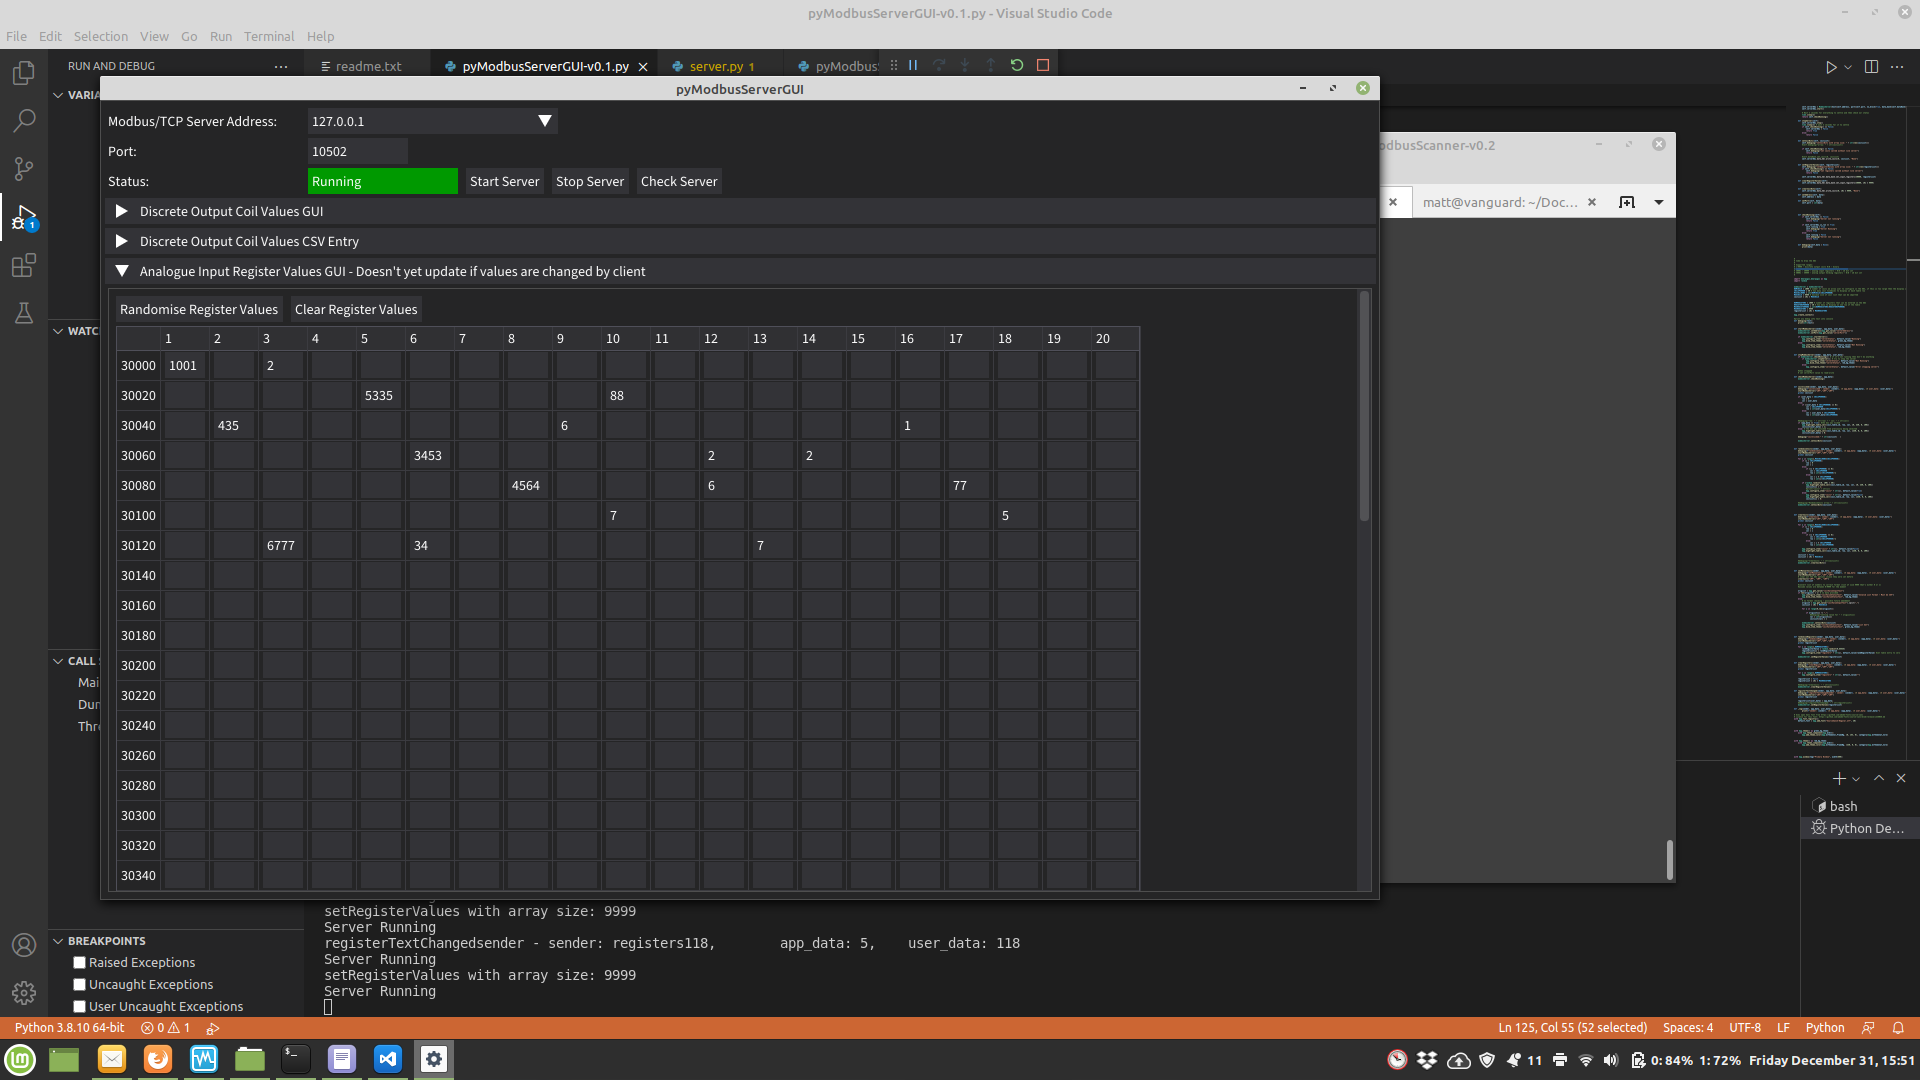 pyModbusServerGUI-v0.1.py - Visual Studio Code
File Edit Selection View Go Run Terminal Help
RUN AND DEBUG
readme.txt
pyModbusServerGUI-v0.1.py
server.py 1
pyModbus
VARIA
pyModbusServerGUI
Modbus/TCP Server Address: 127.0.0.1
Port: 10502
Status: Running Start Server Stop Server Check Server
Discrete Output Coil Values GUI
Discrete Output Coil Values CSV Entry
Analogue Input Register Values GUI - Doesn't yet update if values are changed by client
Randomise Register Values Clear Register Values
1 2 3 4 5 6 7 8 9 10 11 12 13 14 15 16 17 18 19 20
30000 1001 2
30020 5335 88
30040 435 6 1
30060 3453 2 2
30080 4564 6 77
30100 7 5
30120 6777 34 7
30140
30160
30180
30200
30220
30240
30260
30280
30300
30320
30340
odbusScanner-v0.2
matt@vanguard: ~/Doc...
WATC
CALL S
Mai
Dur
Thre
bash
Python De...
setRegisterValues with array size: 9999
Server Running
registerTextChangedsender - sender: registers118, app_data: 5, user_data: 118
Server Running
setRegisterValues with array size: 9999
Server Running
BREAKPOINTS
Raised Exceptions
Uncaught Exceptions
User Uncaught Exceptions
1
Python 3.8.10 64-bit 0 1
Ln 125, Col 55 (52 selected) Spaces: 4 UTF-8 LF Python
11 0: 84% 1: 72% Friday December 31, 15:51